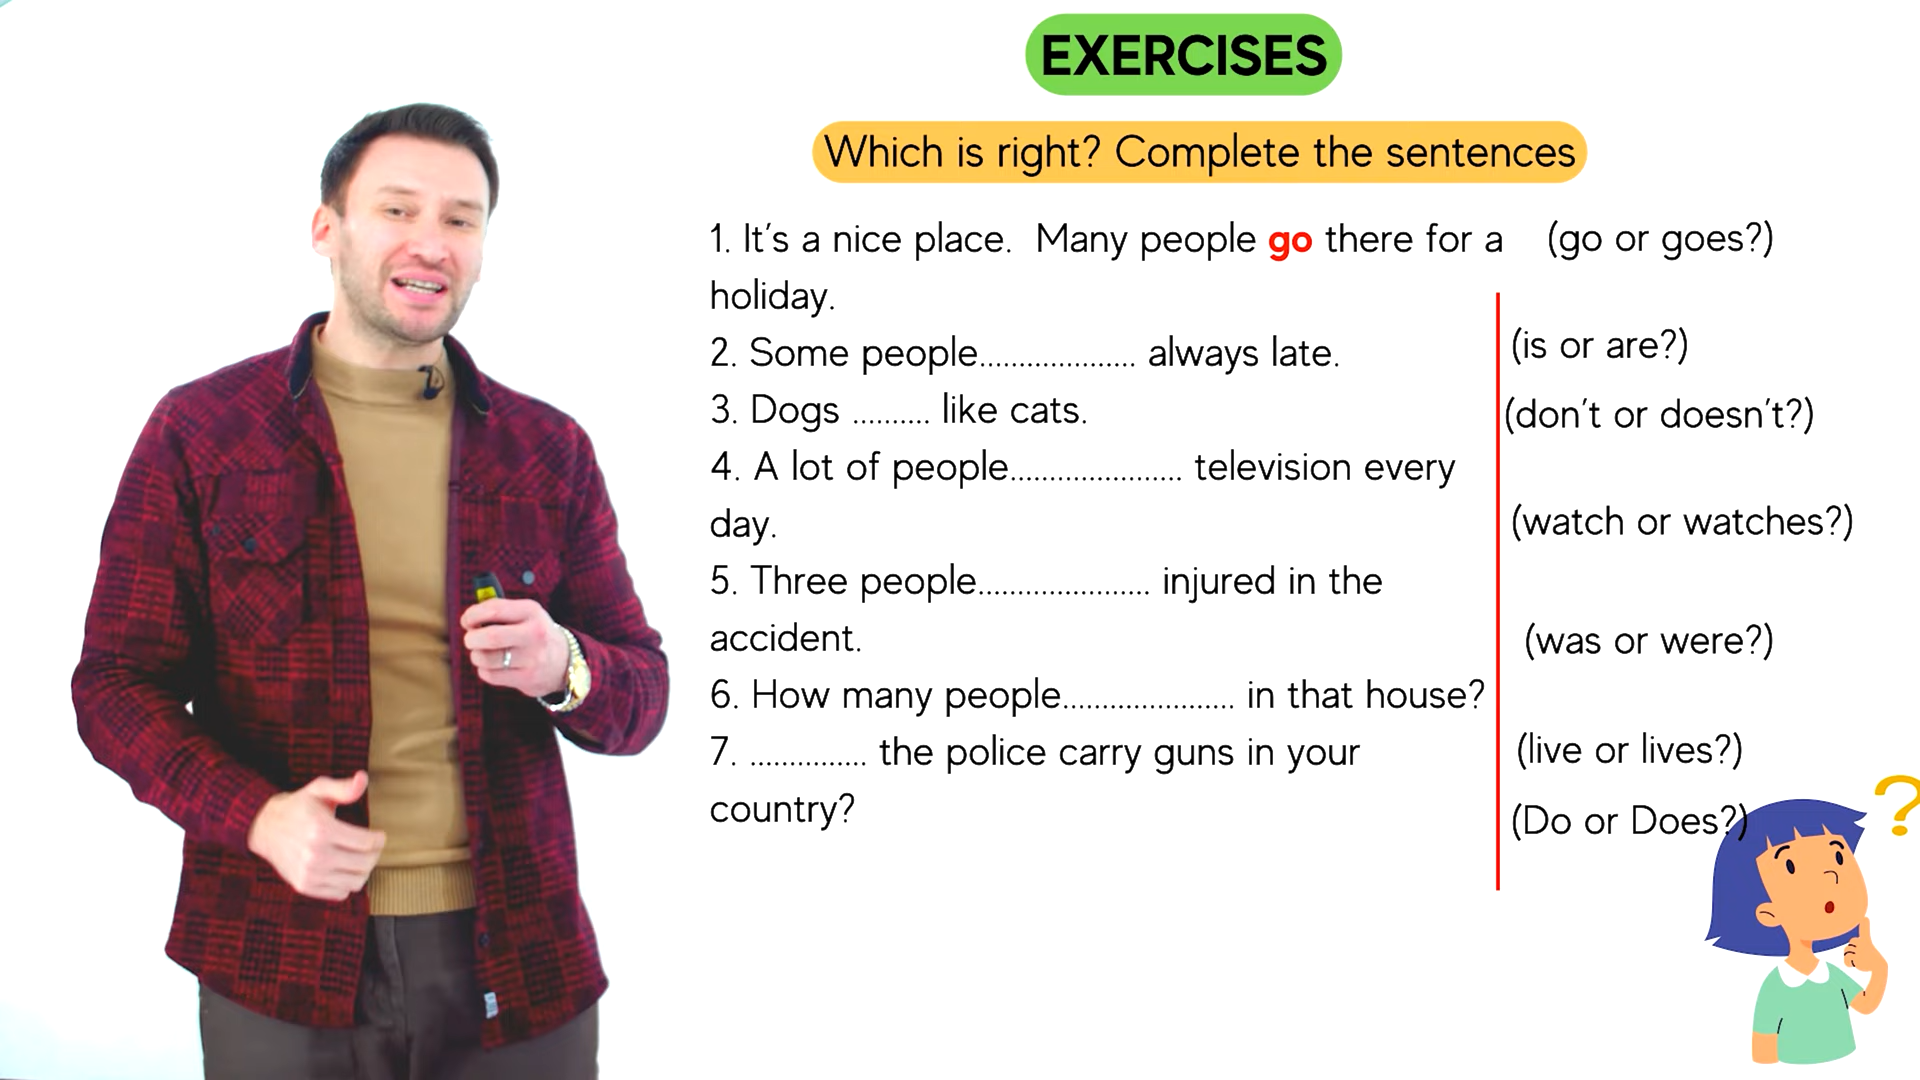 EXERCISES
Which is right? Complete the sentences
1. It's a nice place.  Many people go there for a (go or goes?)
holiday.
2. Some people.................... always late. (is or are?)
3. Dogs .......... like cats. (don't or doesn't?)
4. A lot of people...................... television every
day. (watch or watches?)
5. Three people...................... injured in the
accident. (was or were?)
6. How many people...................... in that house?
(live or lives?)
7. ............... the police carry guns in your
country? (Do or Does?)
?